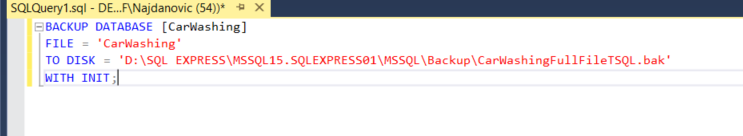 SQLQuery1.sql - DE...F\Najdanovic (54))*
BACKUP DATABASE [CarWashing]
FILE = 'CarWashing'
TO DISK = 'D:\SQL EXPRESS\MSSQL15.SQLEXPRESS01\MSSQL\Backup\CarWashingFullFileTSQL.bak'
WITH INIT;